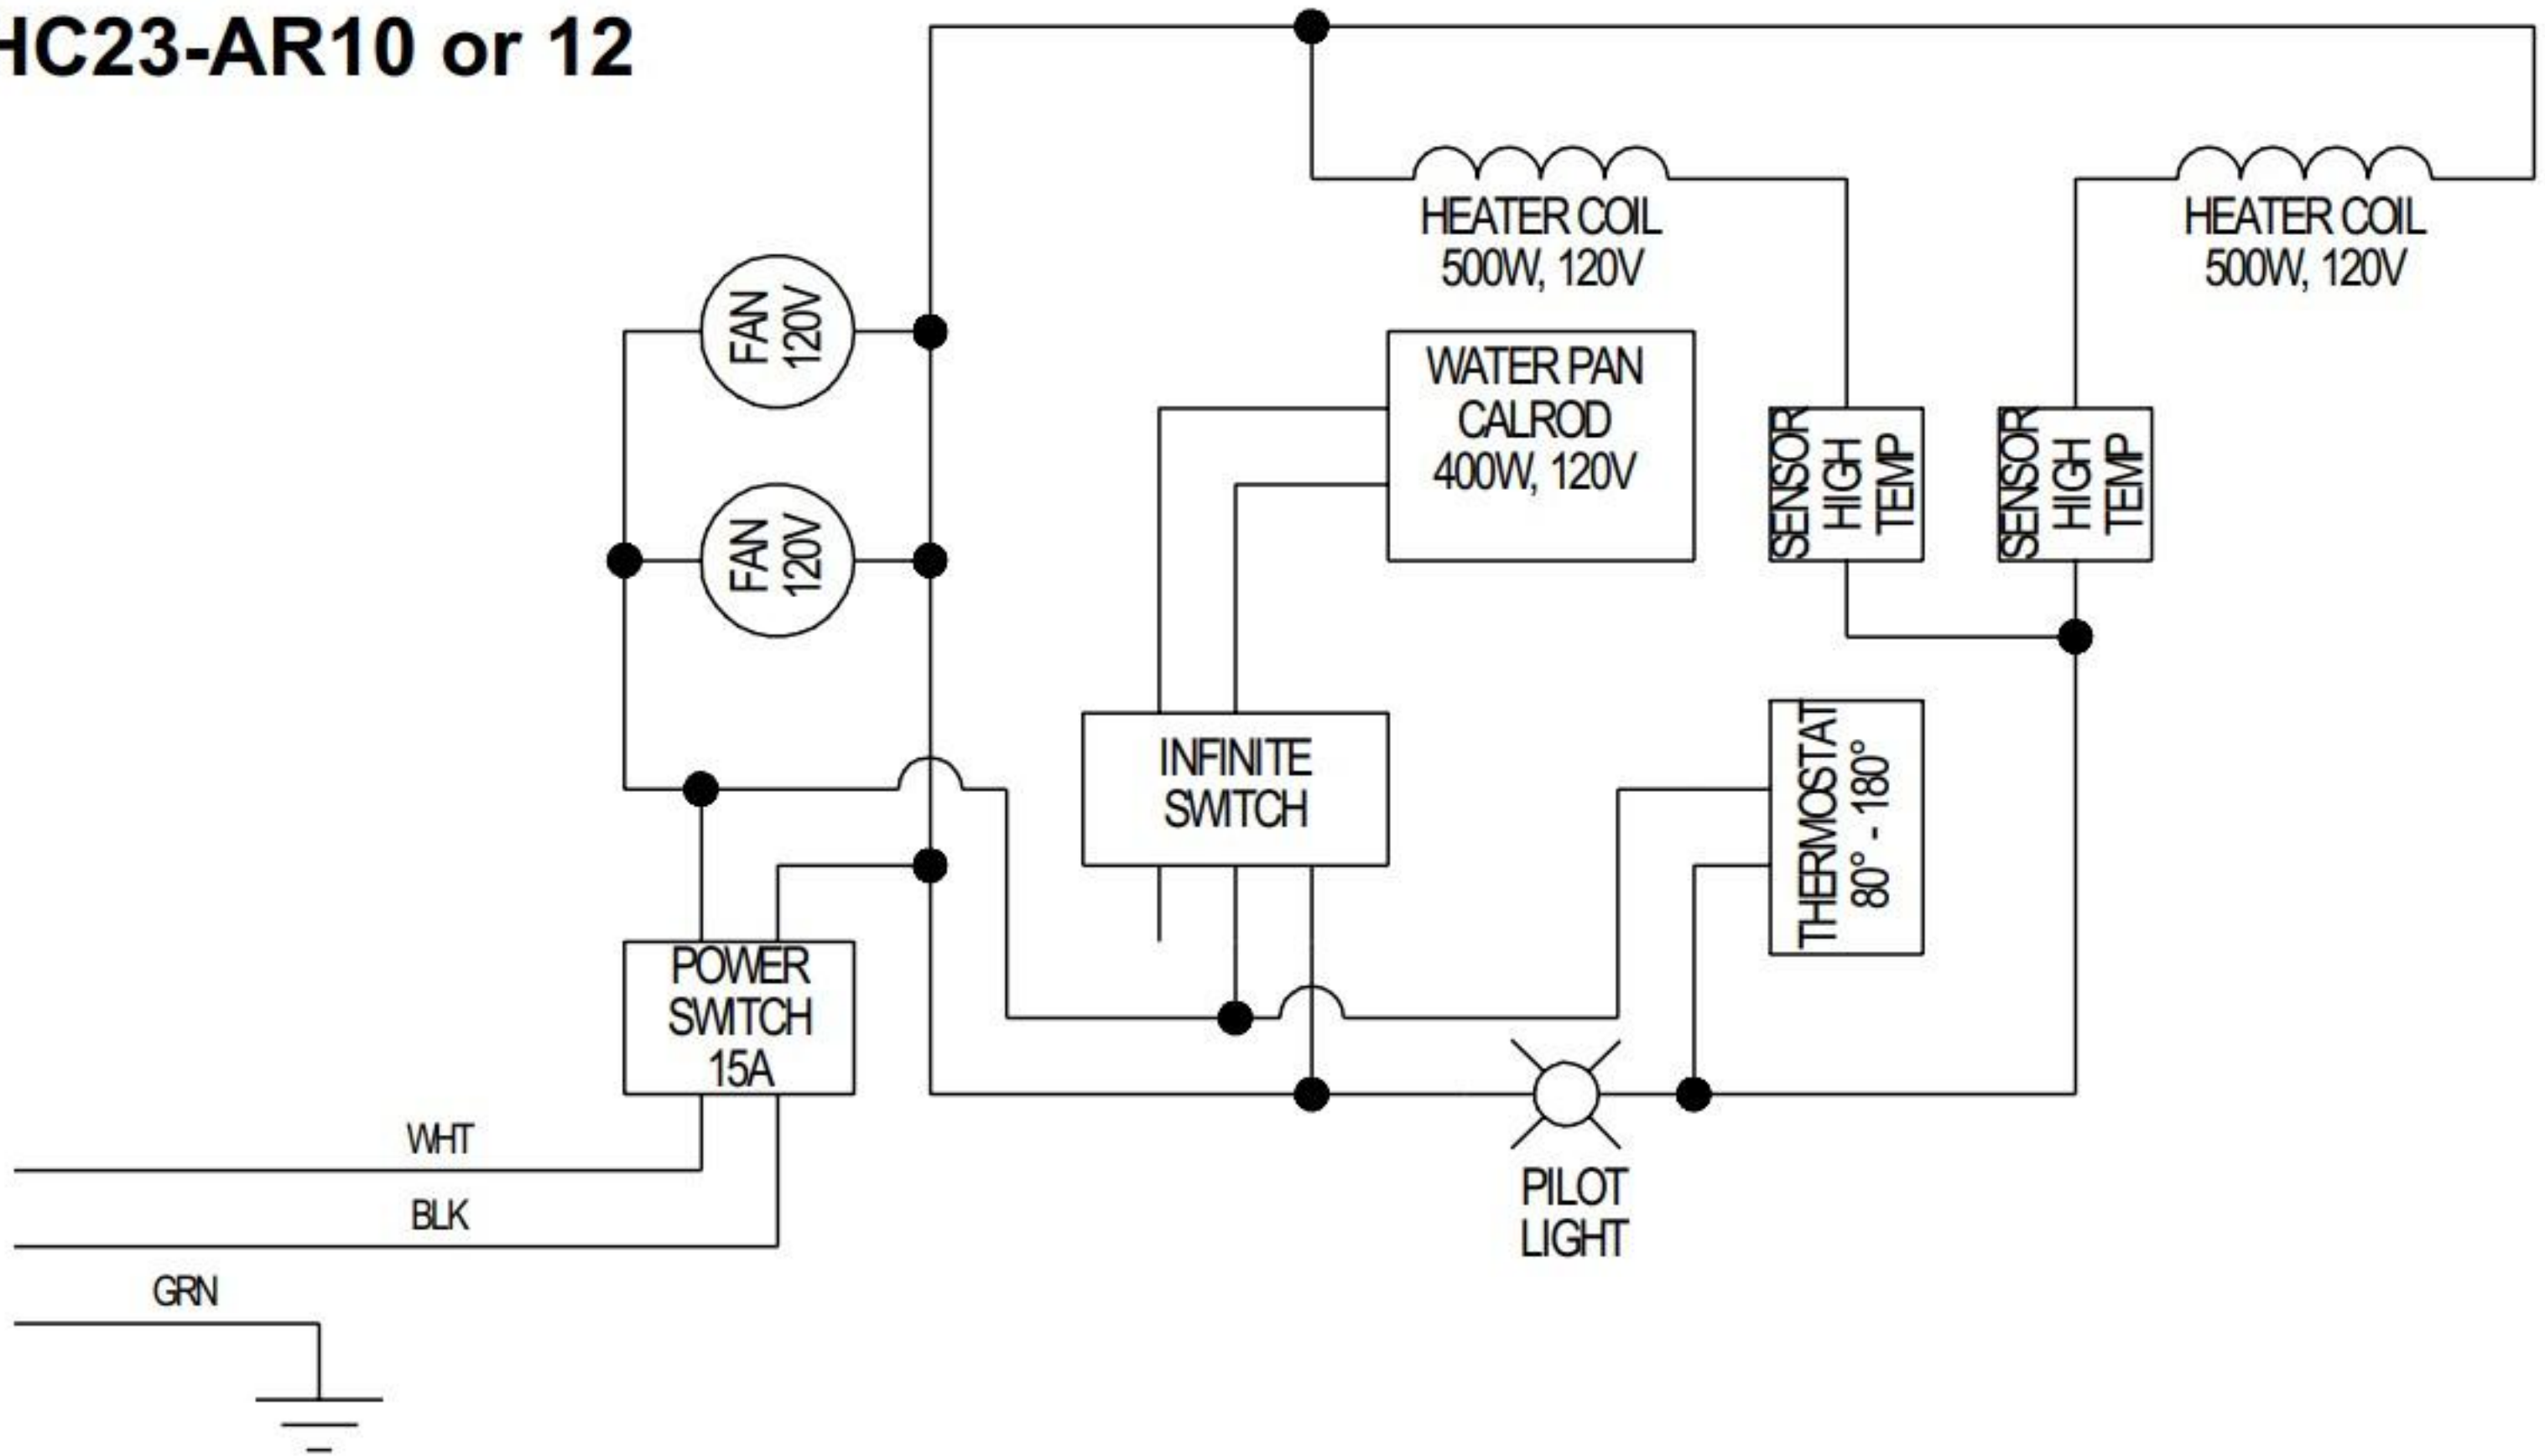 HC23-AR10 or 12
HEATER COIL
500W, 120V
HEATER COIL
500W, 120V
FAN
120V
WATER PAN
CALROD
400W, 120V
SENSOR
HIGH
TEMP
SENSOR
HIGH
TEMP
FAN
120V
INFINITE
SWITCH
THERMOSTAT
80° - 180°
POWER
SWITCH
15A
WHT
BLK
PILOT
LIGHT
GRN